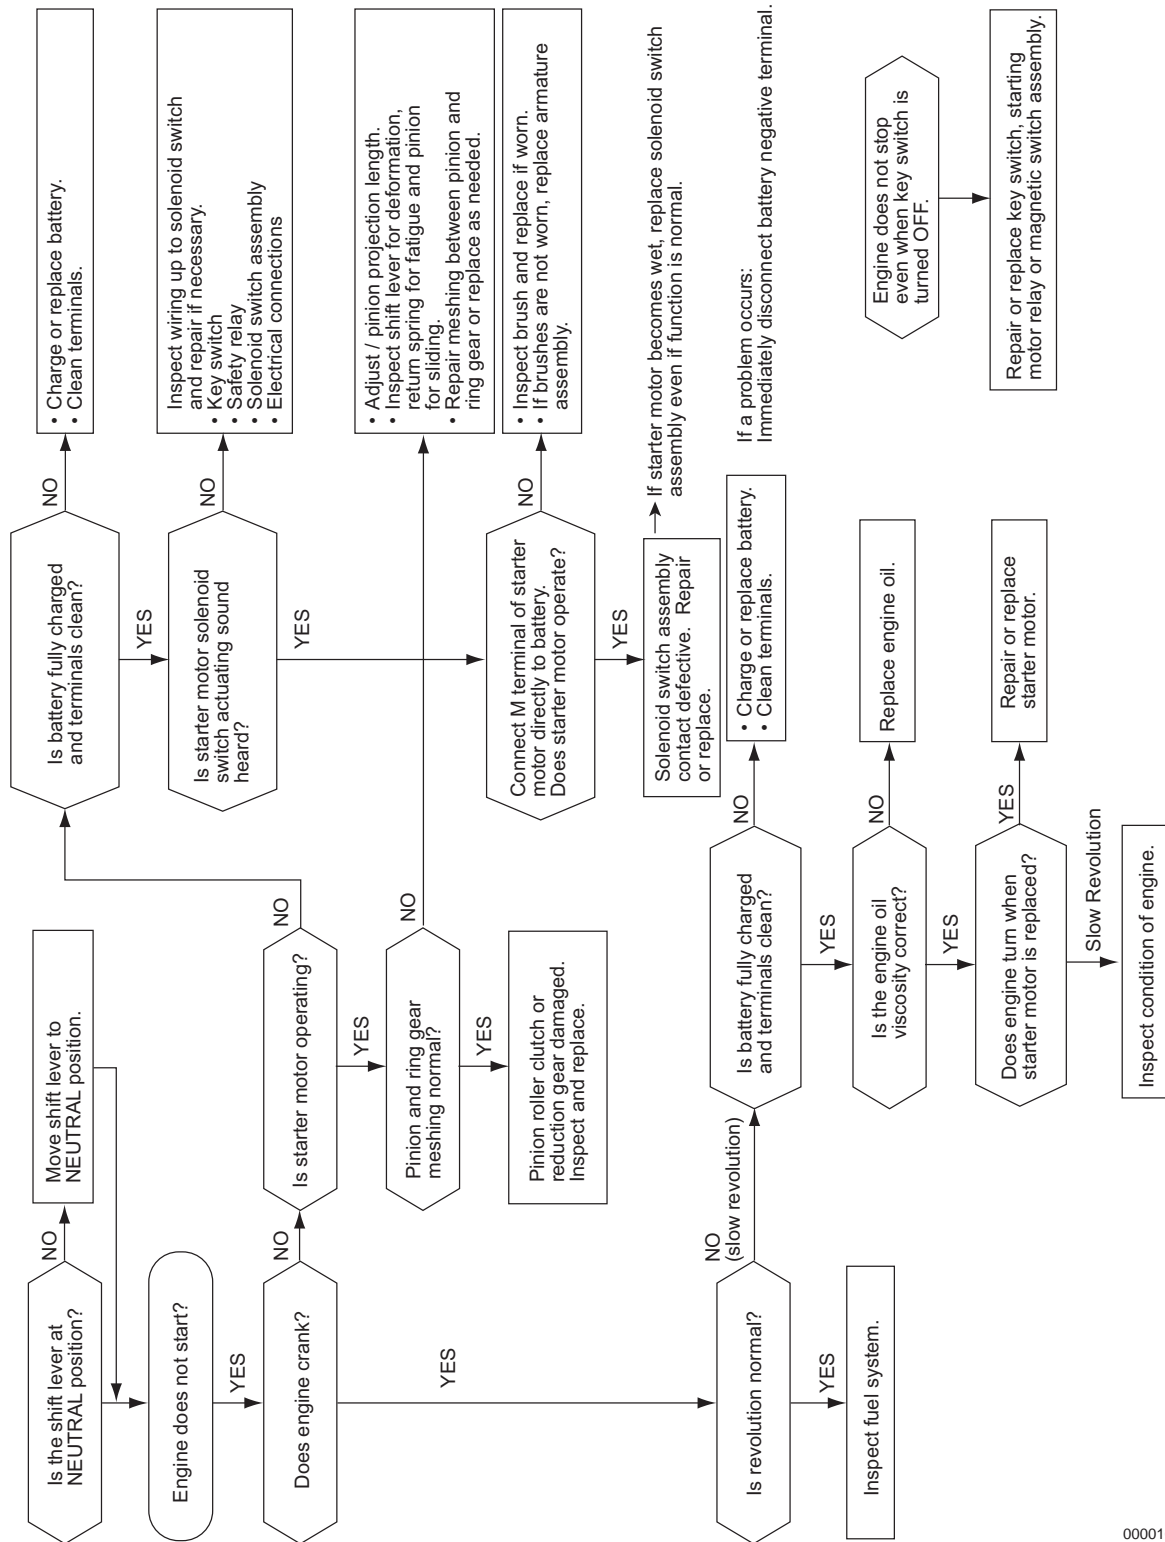 Is the shift lever at
NEUTRAL position?
NO
Move shift lever to
NEUTRAL position.
Engine does not start?
YES
Does engine crank?
NO
Is starter motor operating?
NO
Is battery fully charged
and terminals clean?
NO
• Charge or replace battery.
• Clean terminals.
YES
Is starter motor solenoid
switch actuating sound
heard?
NO
Inspect wiring up to solenoid switch
and repair if necessary.
• Key switch
• Safety relay
• Solenoid switch assembly
• Electrical connections
YES
YES
Pinion and ring gear
meshing normal?
NO
• Adjust / pinion projection length.
• Inspect shift lever for deformation,
return spring for fatigue and pinion
for sliding.
• Repair meshing between pinion and
ring gear or replace as needed.
YES
Pinion roller clutch or
reduction gear damaged.
Inspect and replace.
Connect M terminal of starter
motor directly to battery.
Does starter motor operate?
NO
• Inspect brush and replace if worn.
• If brushes are not worn, replace armature
assembly.
YES
Solenoid switch assembly
contact defective. Repair
or replace.
If starter motor becomes wet, replace solenoid switch
assembly even if function is normal.
YES
Is revolution normal?
NO
(slow revolution)
Is battery fully charged
and terminals clean?
NO
• Charge or replace battery.
• Clean terminals.
If a problem occurs:
Immediately disconnect battery negative terminal.
YES
Inspect fuel system.
YES
Is the engine oil
viscosity correct?
NO
Replace engine oil.
YES
Does engine turn when
starter motor is replaced?
YES
Repair or replace
starter motor.
Slow Revolution
Inspect condition of engine.
Engine does not stop
even when key switch is
turned OFF.
Repair or replace key switch, starting
motor relay or magnetic switch assembly.
00001